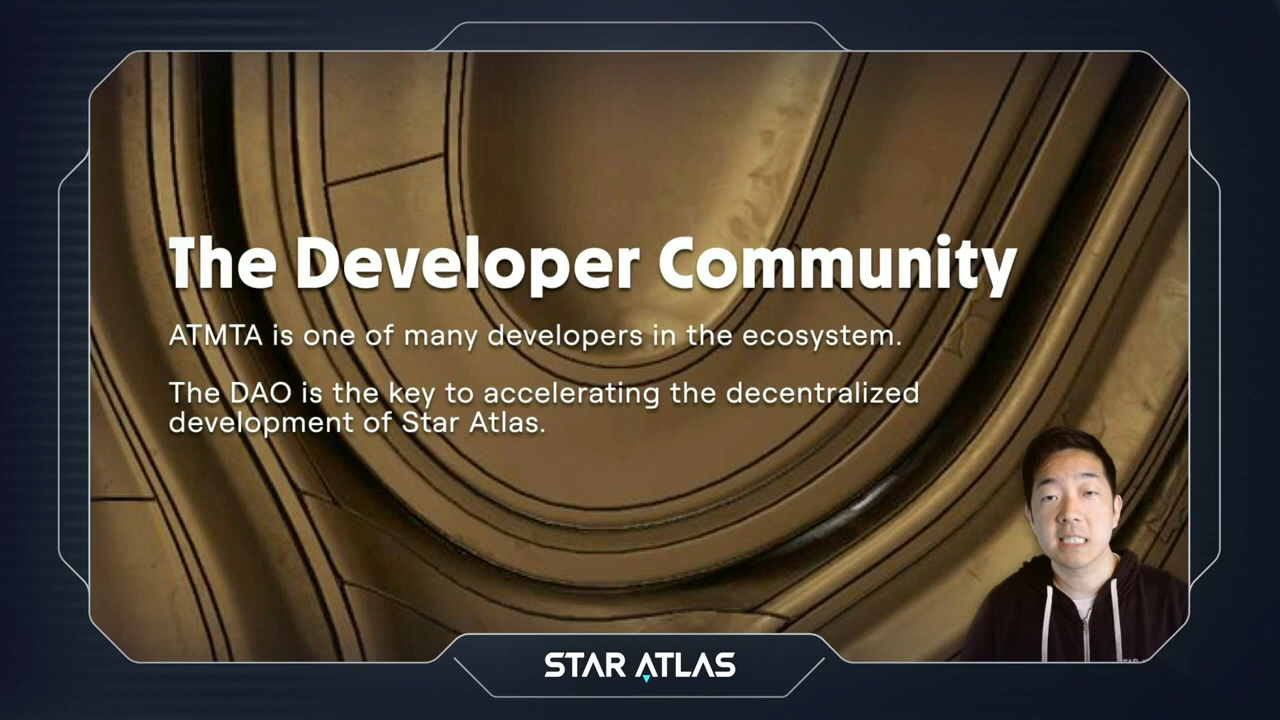 The Developer Community
ATMTA is one of many developers in the ecosystem.
The DAO is the key to accelerating the decentralized
development of Star Atlas.
STAR ATLAS